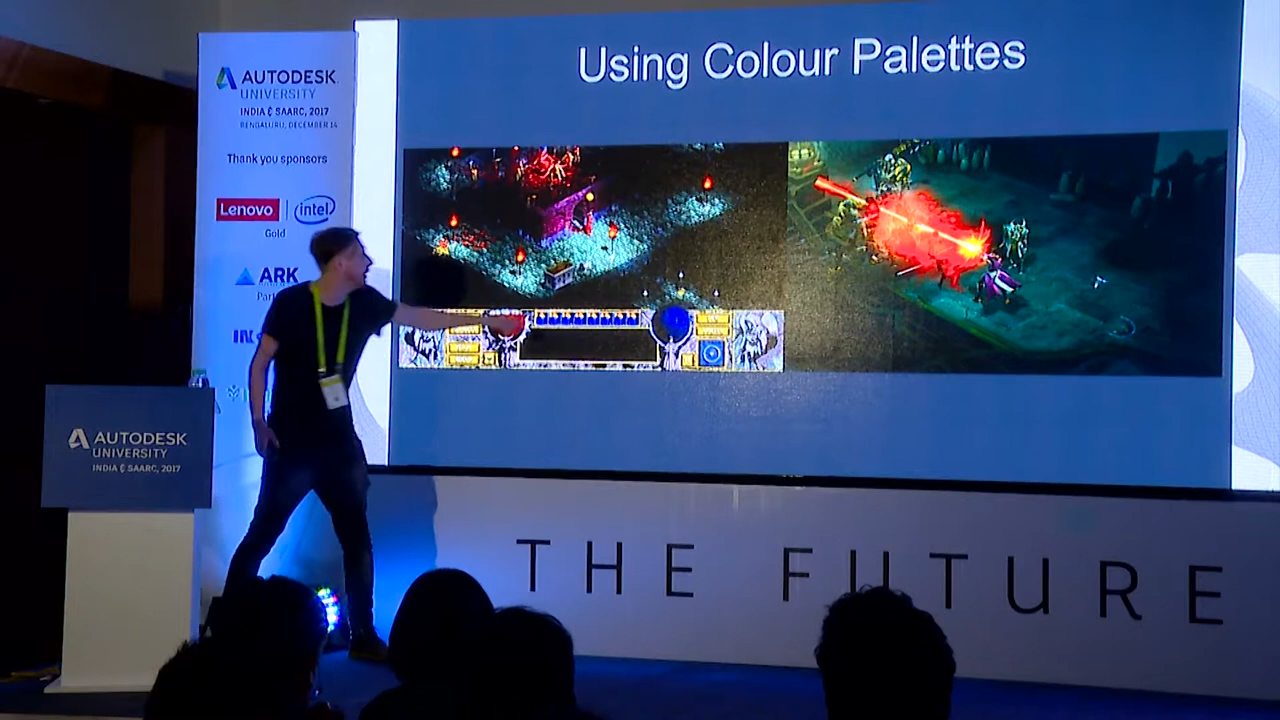 Using Colour Palettes
AUTODESK
UNIVERSITY
INDIA & SAARC, 2017
BENGALURU, DECEMBER 14
Thank you sponsors
Lenovo
intel
Gold
ARK
AUTODESK
UNIVERSITY
INDIA & SAARC, 2017
THE FUTURE